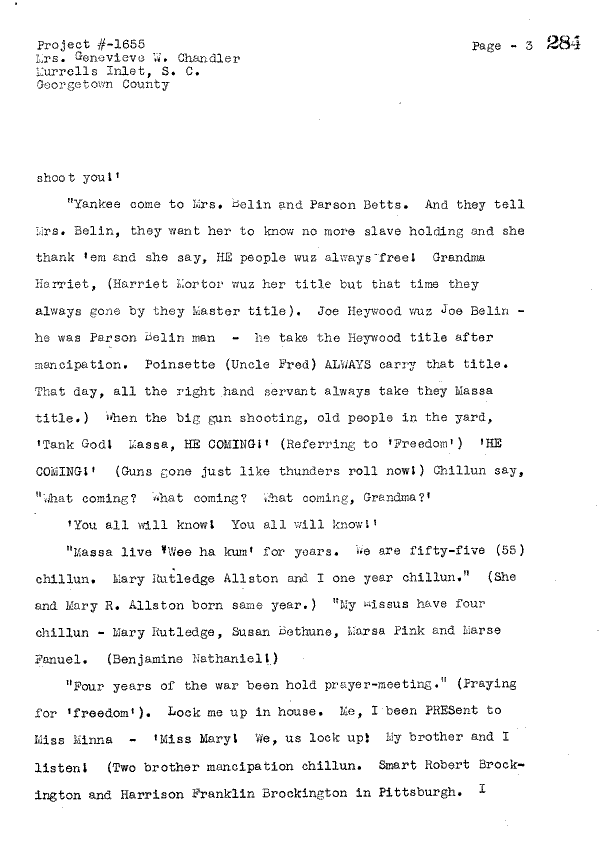 Project #-1655
Mrs. Genevieve W. Chandler
Murrells Inlet, S. C.
Georgetown County
Page - 3 284
shoot you!'
"Yankee come to Mrs. Belin and Parson Betts. And they tell
Mrs. Belin, they want her to know no more slave holding and she
thank 'em and she say, HE people wuz always free! Grandma
Harriet, (Harriet Mortor wuz her title but that time they
always gone by they Master title). Joe Heywood wuz Joe Belin -
he was Parson Belin man - he take the Heywood title after
mancipation. Poinsette (Uncle Fred) ALWAYS carry that title.
That day, all the right hand servant always take they Massa
title.) When the big gun shooting, old people in the yard,
'Tank God! Massa, HE COMING!' (Referring to 'Freedom') 'HE
COMING!' (Guns gone just like thunders roll now!) Chillun say,
"What coming? What coming? What coming, Grandma?'
'You all will know! You all will know!'
"Massa live 'Wee ha kum' for years. We are fifty-five (55)
chillun. Mary Rutledge Allston and I one year chillun." (She
and Mary R. Allston born same year.) "My Missus have four
chillun - Mary Rutledge, Susan Bethune, Marsa Pink and Marse
Fanuel. (Benjamine Nathaniel!)
"Four years of the war been hold prayer-meeting." (Praying
for 'freedom'). Lock me up in house. Me, I been PRESent to
Miss Minna - 'Miss Mary! We, us lock up! My brother and I
listen! (Two brother mancipation chillun. Smart Robert Brock-
ington and Harrison Franklin Brockington in Pittsburgh. I